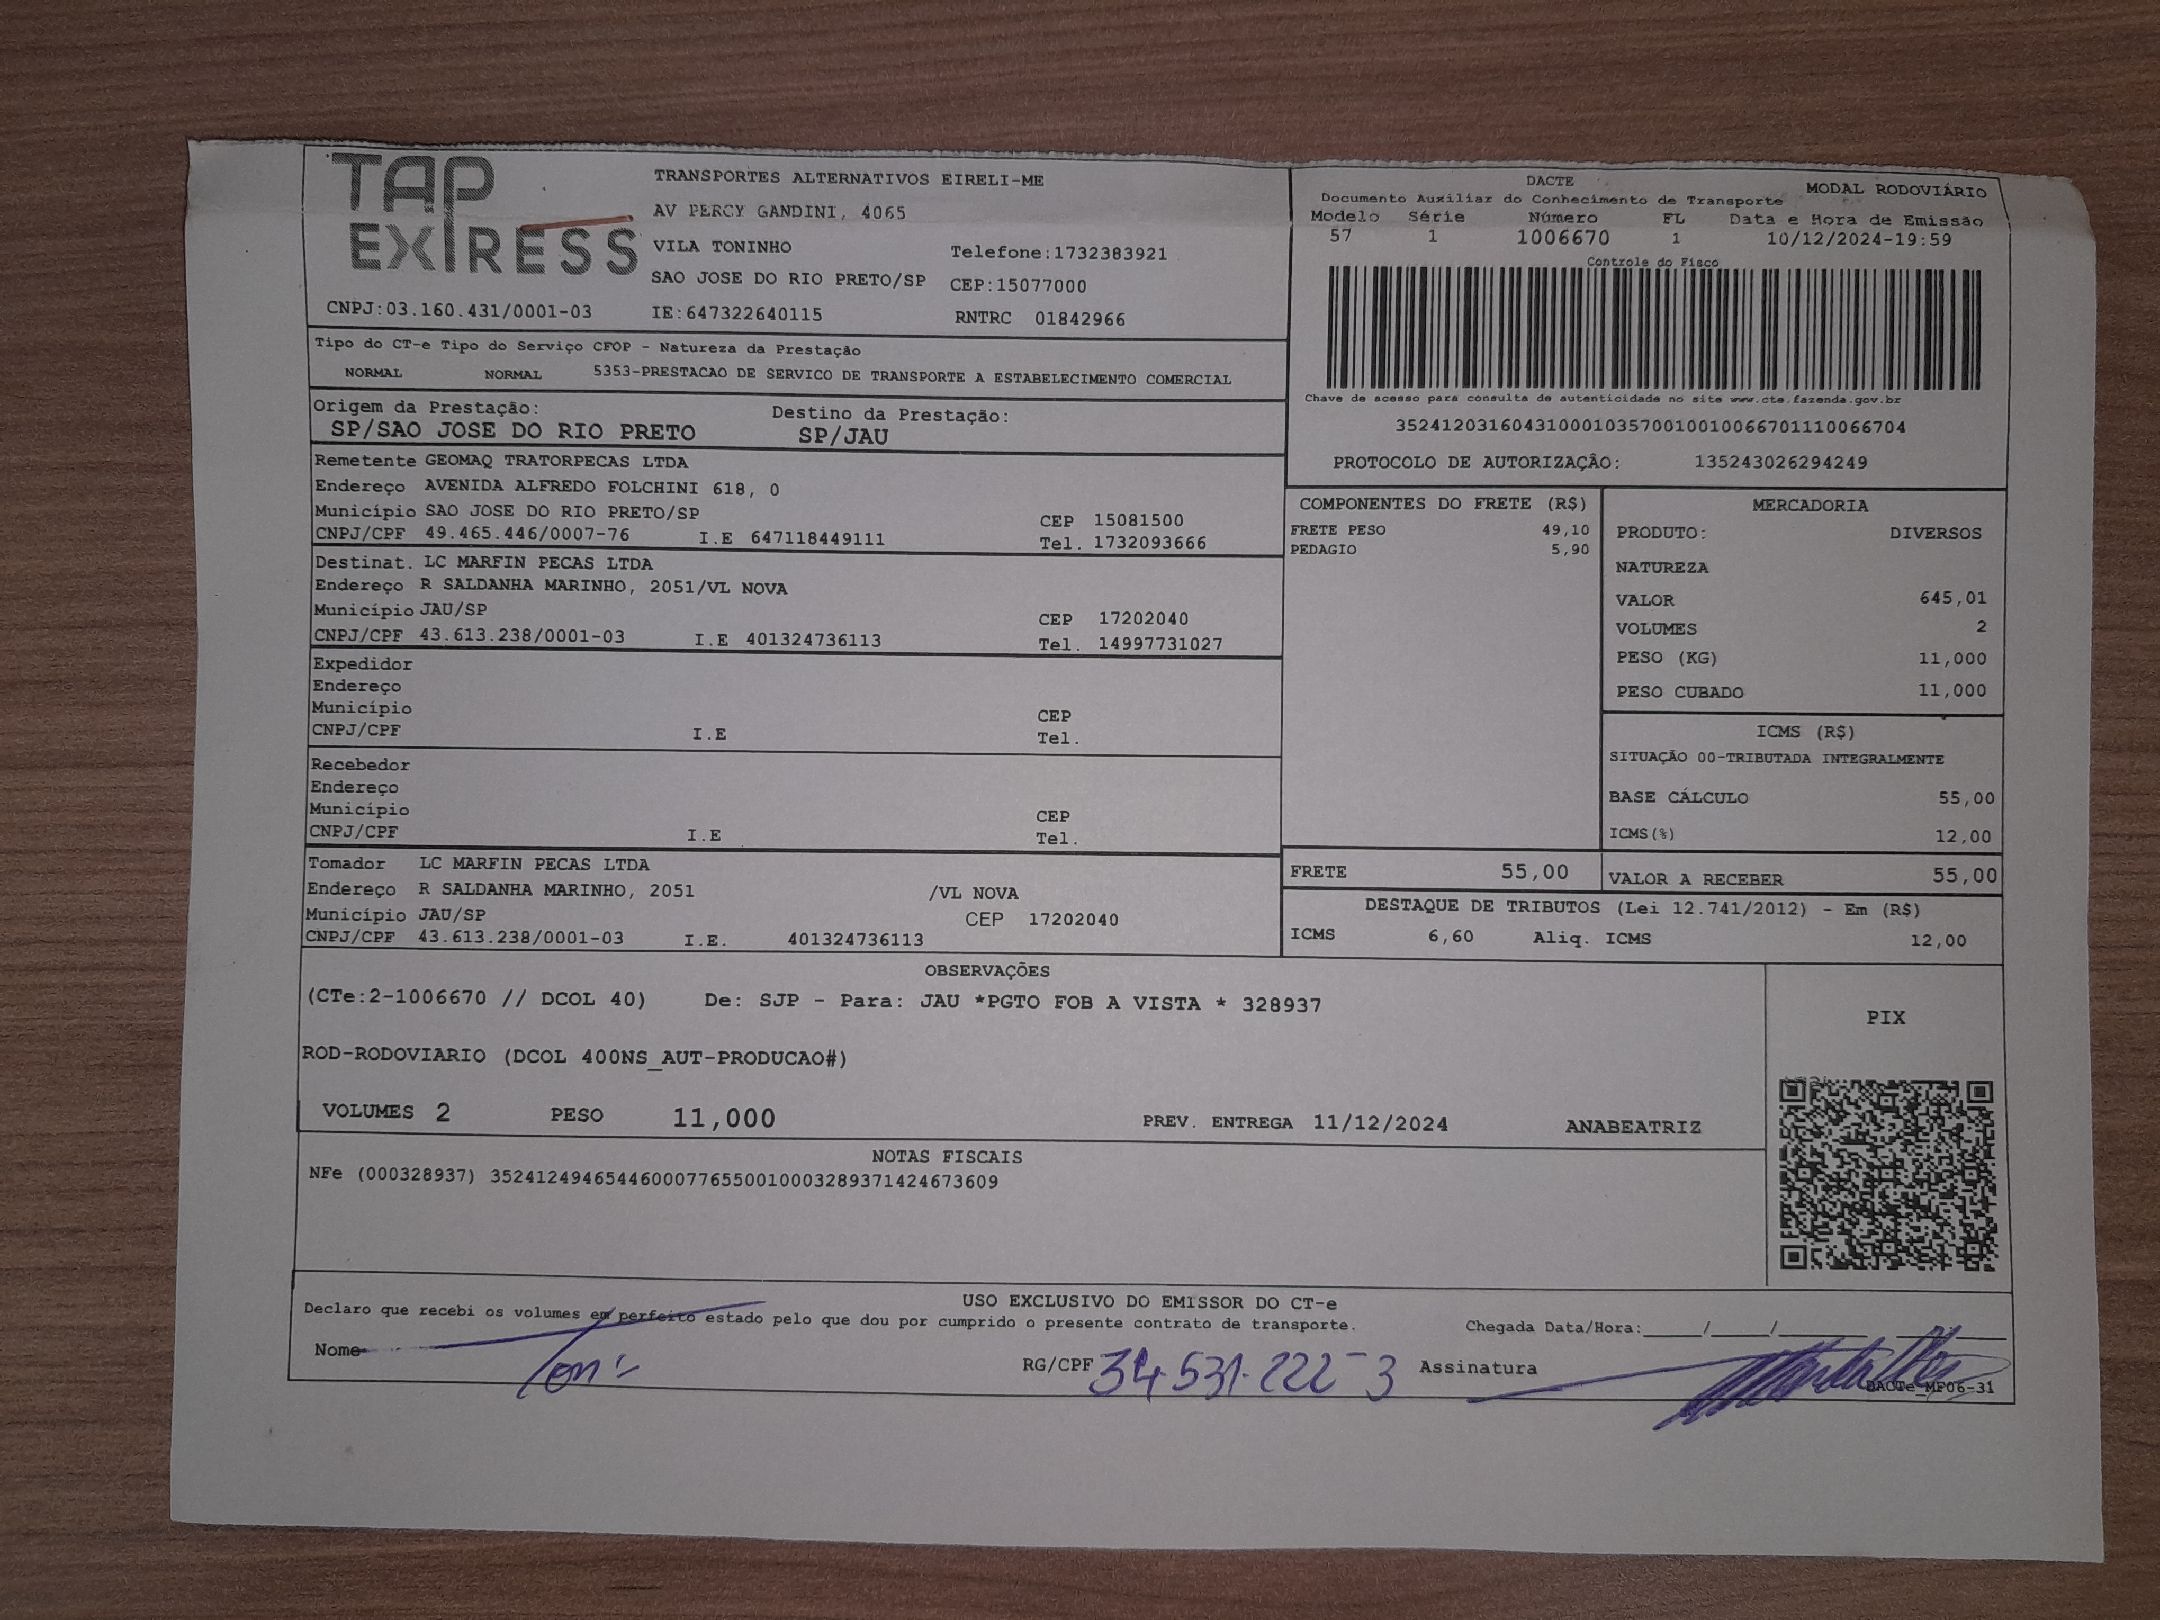 TAP
EXPRESS
TRANSPORTES ALTERNATIVOS EIRELI-ME
AV PERCY GANDINI, 4065
VILA TONINHO Telefone:1732383921
SAO JOSE DO RIO PRETO/SP CEP:15077000
CNPJ:03.160.431/0001-03 IE:647322640115 RNTRC 01842966
DACTE MODAL RODOVIÁRIO
Documento Auxiliar do Conhecimento de Transporte
Modelo Série Número FL Data e Hora de Emissão
57 1 1006670 1 10/12/2024-19:59
Controle do Fisco
Chave de acesso para consulta de autenticidade no site www.cte.fazenda.gov.br
35241203160431000103570010010066701110066704
PROTOCOLO DE AUTORIZAÇÃO: 135243026294249
Tipo do CT-e Tipo do Serviço CFOP - Natureza da Prestação
NORMAL NORMAL 5353-PRESTACAO DE SERVICO DE TRANSPORTE A ESTABELECIMENTO COMERCIAL
Origem da Prestação: Destino da Prestação:
SP/SAO JOSE DO RIO PRETO SP/JAU
Remetente GEOMAQ TRATORPECAS LTDA
Endereço AVENIDA ALFREDO FOLCHINI 618, 0
Município SAO JOSE DO RIO PRETO/SP CEP 15081500
CNPJ/CPF 49.465.446/0007-76 I.E 647118449111 Tel. 1732093666
Destinat. LC MARFIN PECAS LTDA
Endereço R SALDANHA MARINHO, 2051/VL NOVA
Município JAU/SP CEP 17202040
CNPJ/CPF 43.613.238/0001-03 I.E 401324736113 Tel. 14997731027
Expedidor
Endereço
Município CEP
CNPJ/CPF I.E Tel.
Recebedor
Endereço
Município CEP
CNPJ/CPF I.E Tel.
Tomador LC MARFIN PECAS LTDA
Endereço R SALDANHA MARINHO, 2051 /VL NOVA
Município JAU/SP CEP 17202040
CNPJ/CPF 43.613.238/0001-03 I.E. 401324736113
COMPONENTES DO FRETE (R$)
FRETE PESO 49,10
PEDAGIO 5,90
MERCADORIA
PRODUTO: DIVERSOS
NATUREZA
VALOR 645,01
VOLUMES 2
PESO (KG) 11,000
PESO CUBADO 11,000
ICMS (R$)
SITUAÇÃO 00-TRIBUTADA INTEGRALMENTE
BASE CÁLCULO 55,00
ICMS(%) 12,00
FRETE 55,00 VALOR A RECEBER 55,00
DESTAQUE DE TRIBUTOS (Lei 12.741/2012) - Em (R$)
ICMS 6,60 Aliq. ICMS 12,00
OBSERVAÇÕES
(CTe:2-1006670 // DCOL 40) De: SJP - Para: JAU *PGTO FOB A VISTA * 328937
ROD-RODOVIARIO (DCOL 400NS_AUT-PRODUCAO#)
VOLUMES 2 PESO 11,000 PREV. ENTREGA 11/12/2024 ANABEATRIZ
PIX
NOTAS FISCAIS
NFe (000328937) 35241249465446000776550010003289371424673609
USO EXCLUSIVO DO EMISSOR DO CT-e
Declaro que recebi os volumes em perfeito estado pelo que dou por cumprido o presente contrato de transporte. Chegada Data/Hora:____/____/____
Nome RG/CPF 34.531.222-3 Assinatura
DACTe_MF06-31